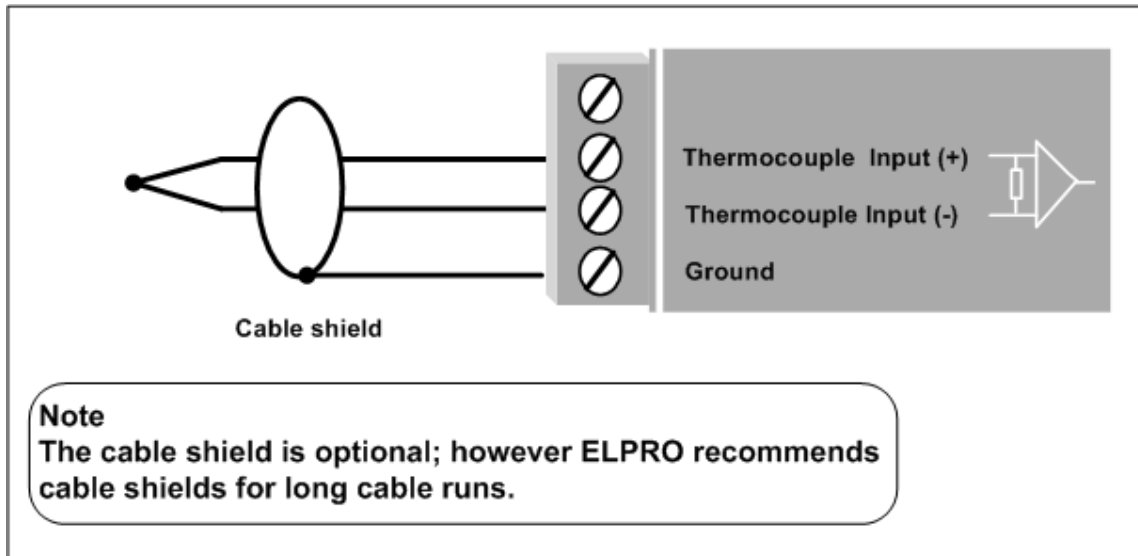 Thermocouple Input (+)
Thermocouple Input (-)
Ground
Cable shield
Note
The cable shield is optional; however ELPRO recommends
cable shields for long cable runs.